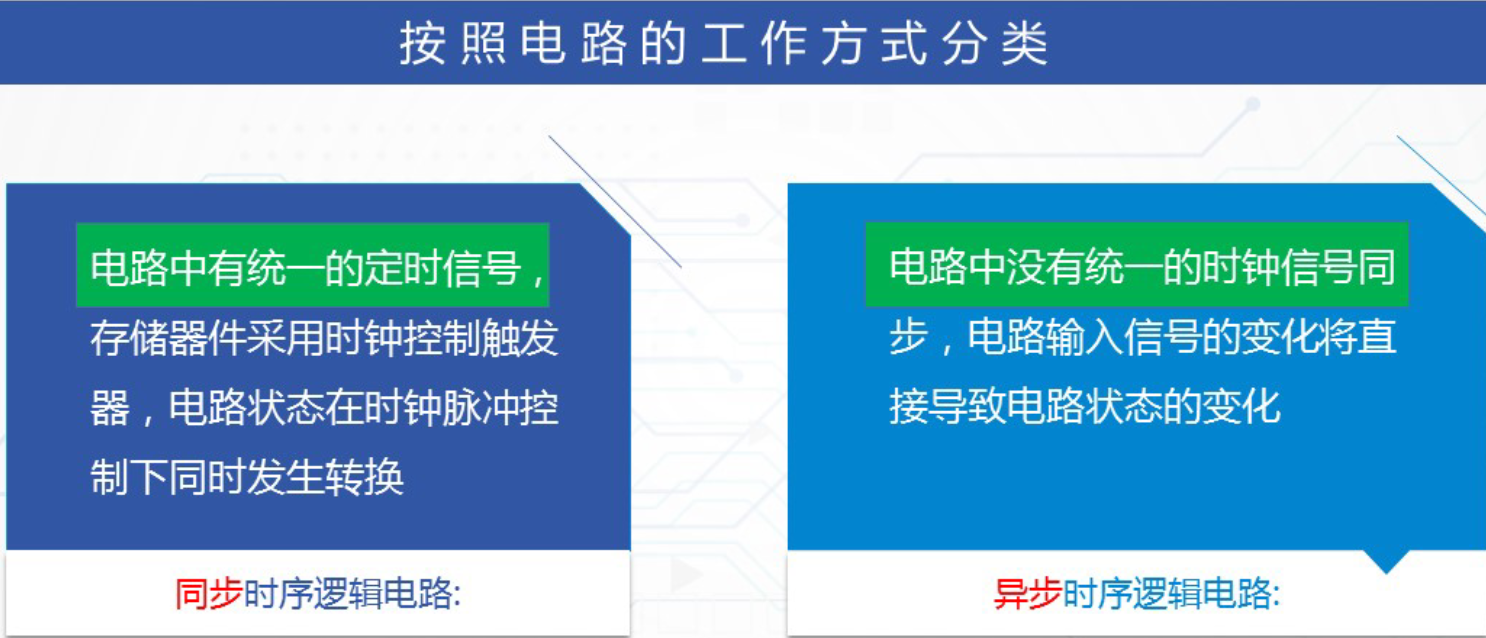 按照电路的工作方式分类
电路中有统一的定时信号，
存储器件采用时钟控制触发
器，电路状态在时钟脉冲控
制下同时发生转换
同步时序逻辑电路:
电路中没有统一的时钟信号同
步，电路输入信号的变化将直
接导致电路状态的变化
异步时序逻辑电路: